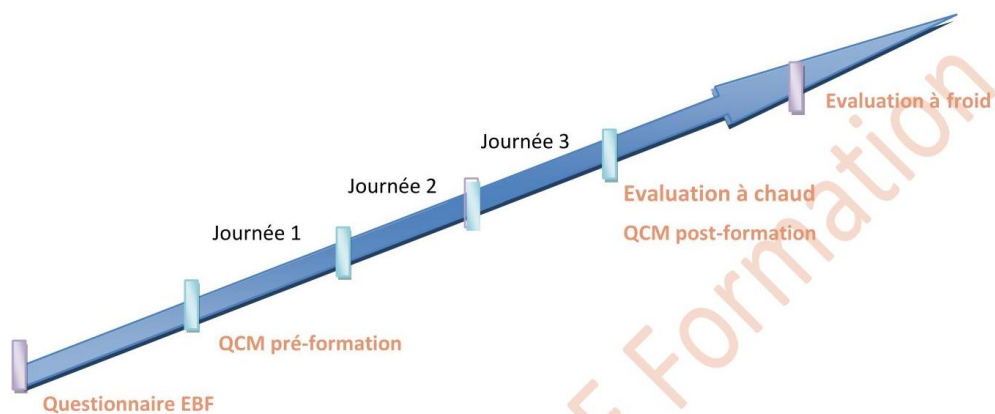 Evaluation à froid
Journée 3
Journée 2
Evaluation à chaud
Journée 1
QCM post-formation
QCM pré-formation
Questionnaire EBF
F Formation